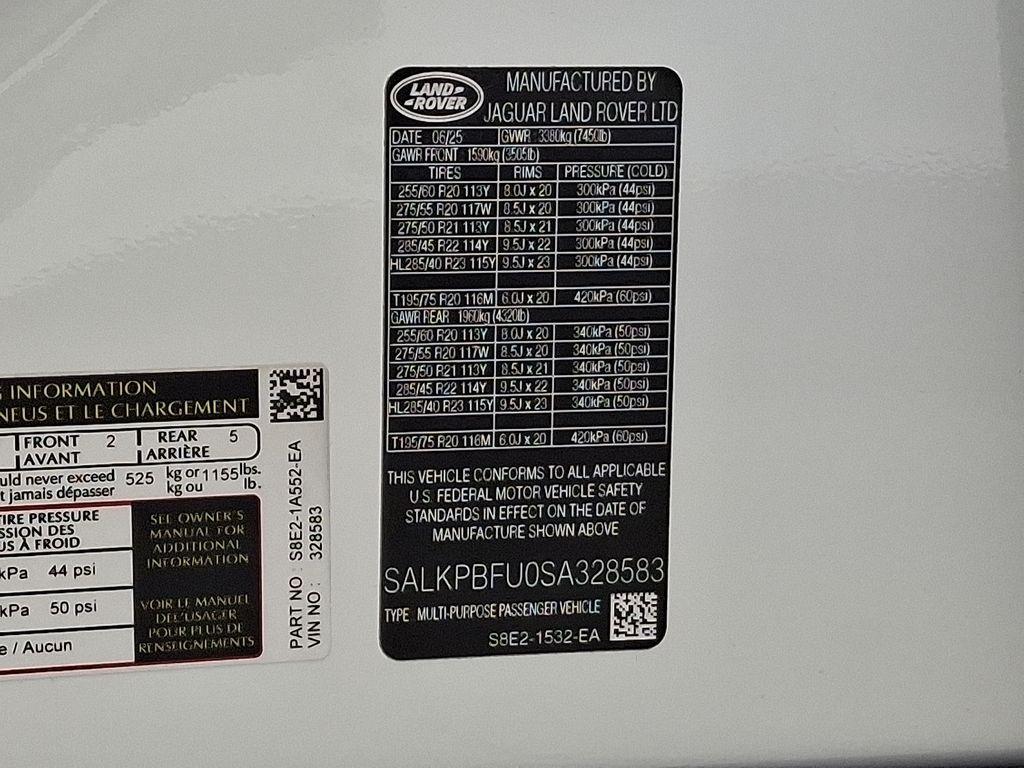 LAND-
-ROVER
MANUFACTURED BY
JAGUAR LAND ROVER LTD
DATE 06/25 GVWR 3380kg (7450lb)
GAWR FRONT 1590kg (3505lb)
TIRES RIMS PRESSURE (COLD)
255/60 R20 113Y 8.0J x 20 300kPa (44psi)
275/55 R20 117W 8.5J x 20 300kPa (44psi)
275/50 R21 113Y 8.5J x 21 300kPa (44psi)
285/45 R22 114Y 9.5J x 22 300kPa (44psi)
HL285/40 R23 115Y 9.5J x 23 300kPa (44psi)
T195/75 R20 116M 6.0J x 20 420kPa (60psi)
GAWR REAR 1960kg (4320lb)
255/60 R20 113Y 8.0J x 20 340kPa (50psi)
275/55 R20 117W 8.5J x 20 340kPa (50psi)
275/50 R21 113Y 8.5J x 21 340kPa (50psi)
285/45 R22 114Y 9.5J x 22 340kPa (50psi)
HL285/40 R23 115Y 9.5J x 23 340kPa (50psi)
T195/75 R20 116M 6.0J x 20 420kPa (60psi)
THIS VEHICLE CONFORMS TO ALL APPLICABLE
U.S. FEDERAL MOTOR VEHICLE SAFETY
STANDARDS IN EFFECT ON THE DATE OF
MANUFACTURE SHOWN ABOVE
SALKPBFU0SA328583
TYPE MULTI-PURPOSE PASSENGER VEHICLE
S8E2-1532-EA
G INFORMATION
NEUS ET LE CHARGEMENT
FRONT 2 REAR 5
AVANT ARRIÈRE
uld never exceed 525 kg or 1155 lbs.
t jamais dépasser kg ou lb.
IRE PRESSURE
SSION DES
US À FROID
kPa 44 psi
kPa 50 psi
e / Aucun
SEE OWNER'S
MANUAL FOR
ADDITIONAL
INFORMATION
VOIR LE MANUEL
DE L'USAGER
POUR PLUS DE
RENSEIGNEMENTS
PART NO : S8E2-1A552-EA
VIN NO : 328583